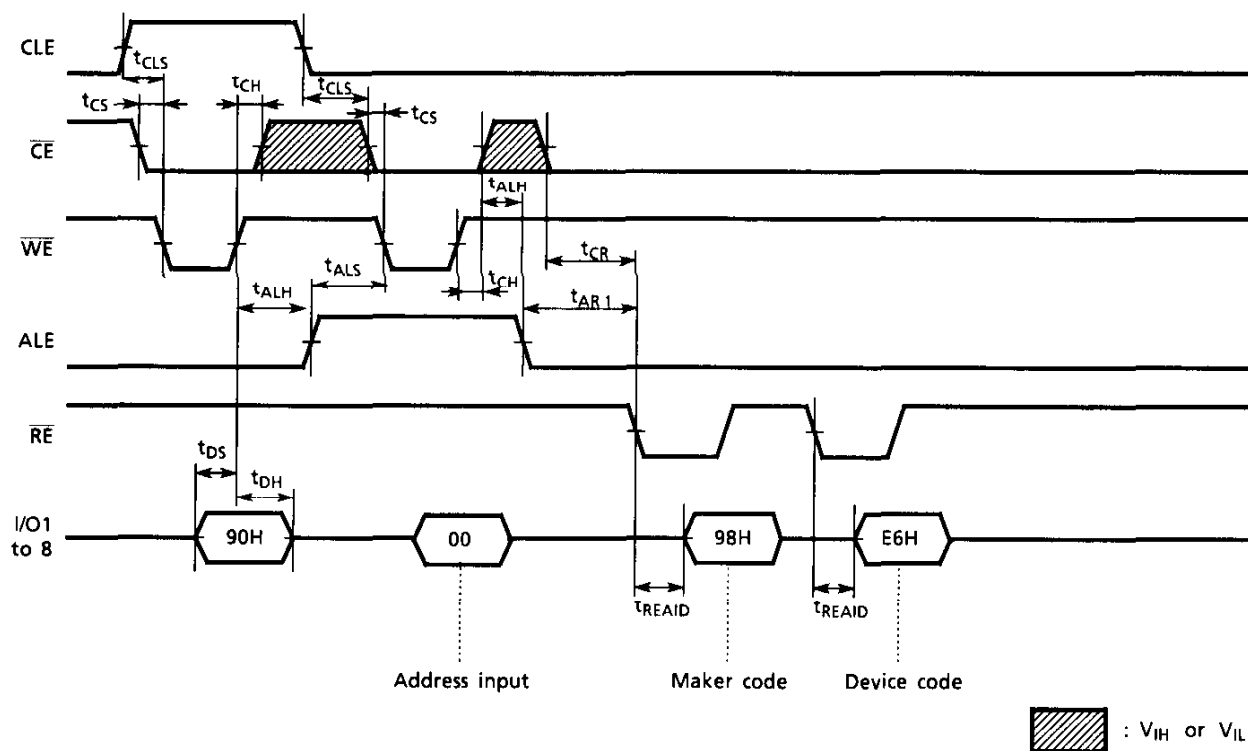 CLE
tCLS
tCH
tCLS
tCS
tCS
CE
tALH
WE
tCR
tALS
tCH
tALH
tAR1
ALE
RE
tDS
tDH
I/O1
to 8
90H
00
98H
E6H
tREAID
tREAID
Address input
Maker code
Device code
: VIH or VIL